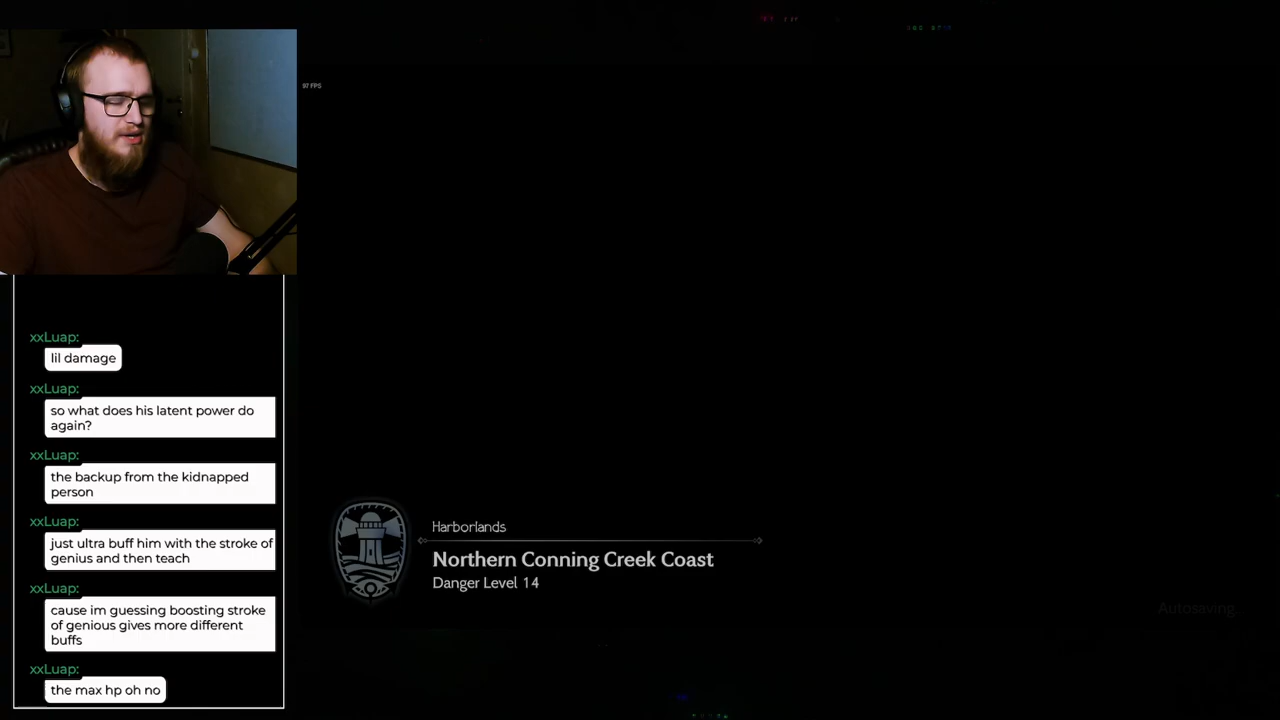 97 FPS
xxLuap:
lil damage
xxLuap:
so what does his latent power do
again?
xxLuap:
the backup from the kidnapped
person
xxLuap:
just ultra buff him with the stroke of
genius and then teach
xxLuap:
cause im guessing boosting stroke
of genious gives more different
buffs
xxLuap:
the max hp oh no
Harborlands
Northern Conning Creek Coast
Danger Level 14
Autosaving